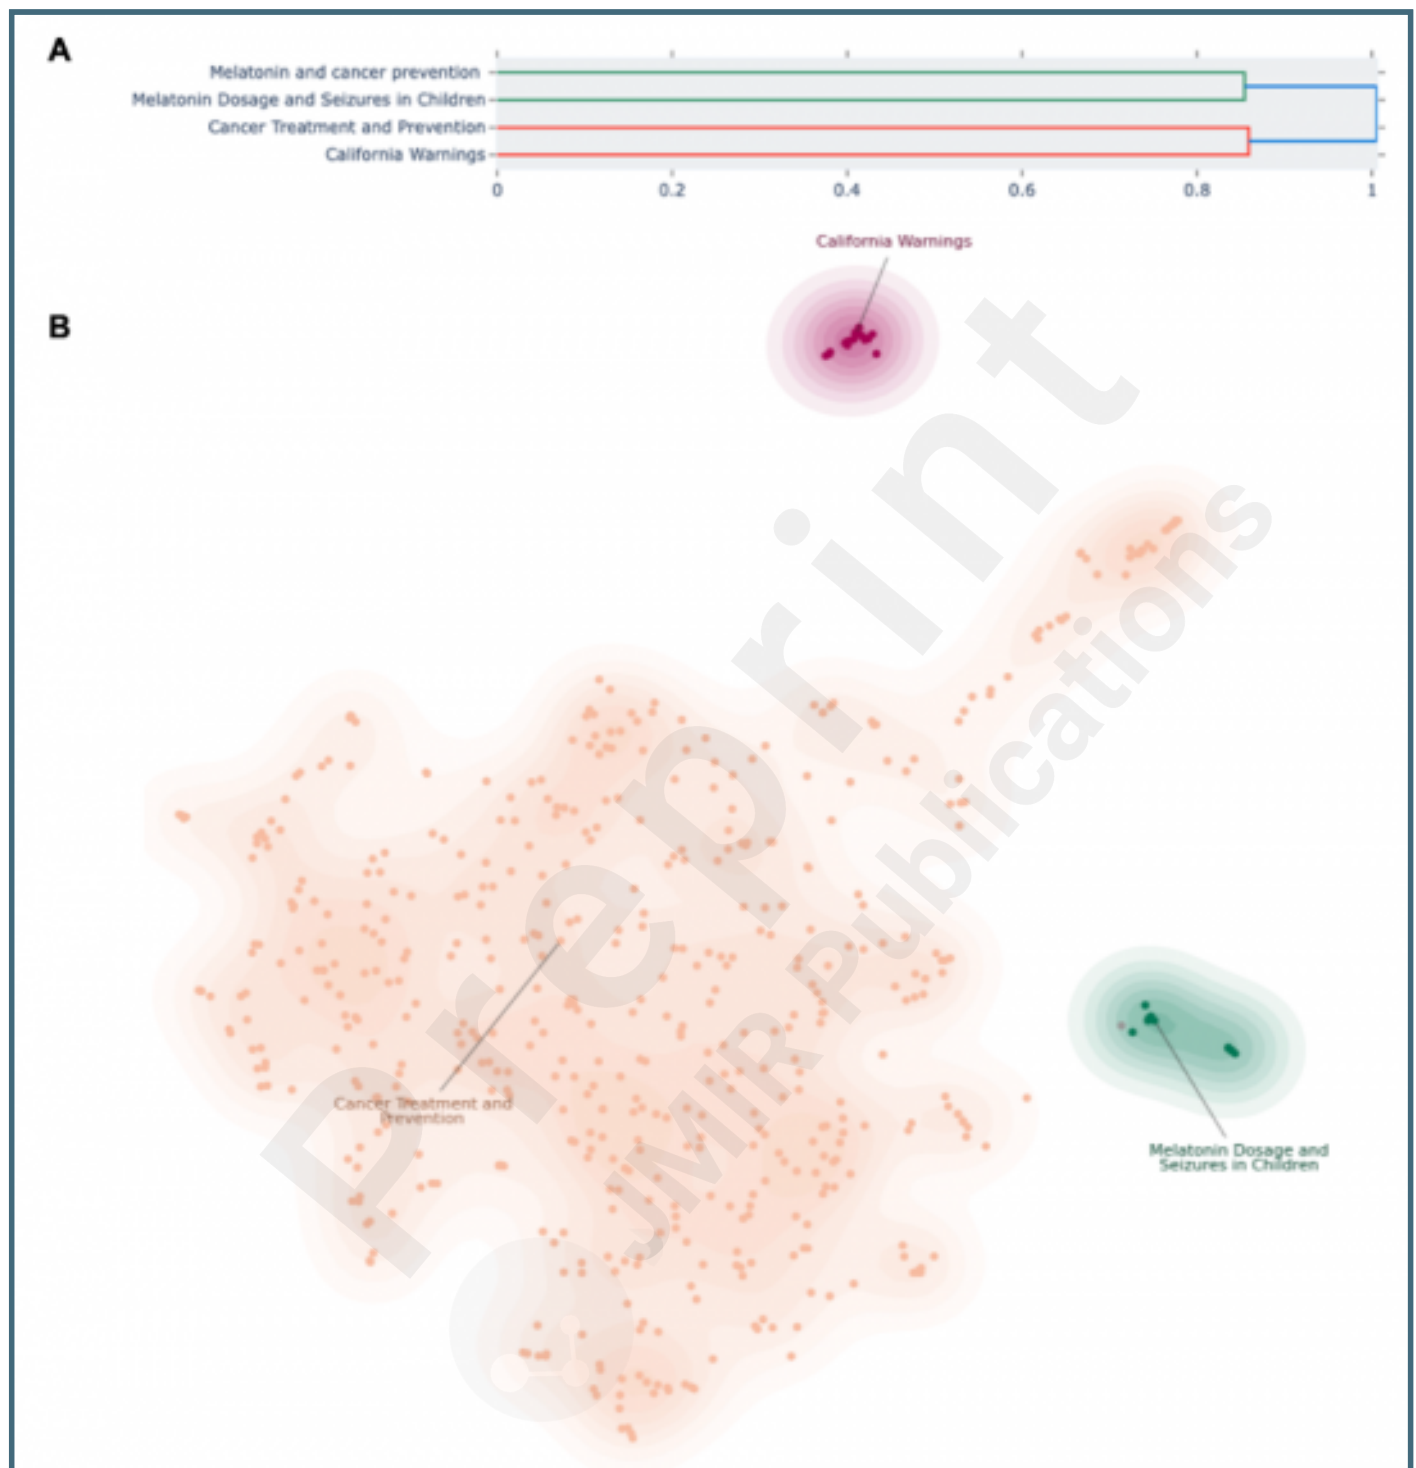 A
Melatonin and cancer prevention
Melatonin Dosage and Seizures in Children
Cancer Treatment and Prevention
California Warnings
0 0.2 0.4 0.6 0.8 1
California Warnings
B
Preprint
JMIR Publications
Cancer Treatment and
Prevention
Melatonin Dosage and
Seizures in Children